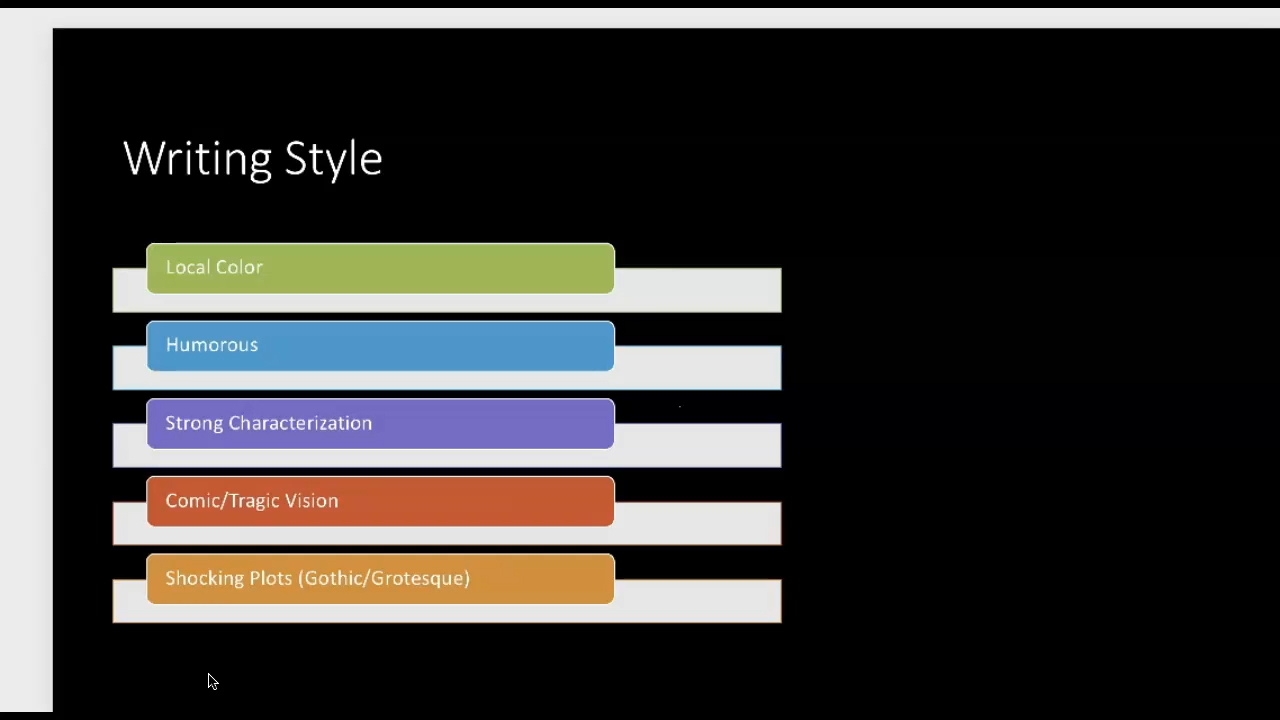 Writing Style
Local Color
Humorous
Strong Characterization
Comic/Tragic Vision
Shocking Plots (Gothic/Grotesque)